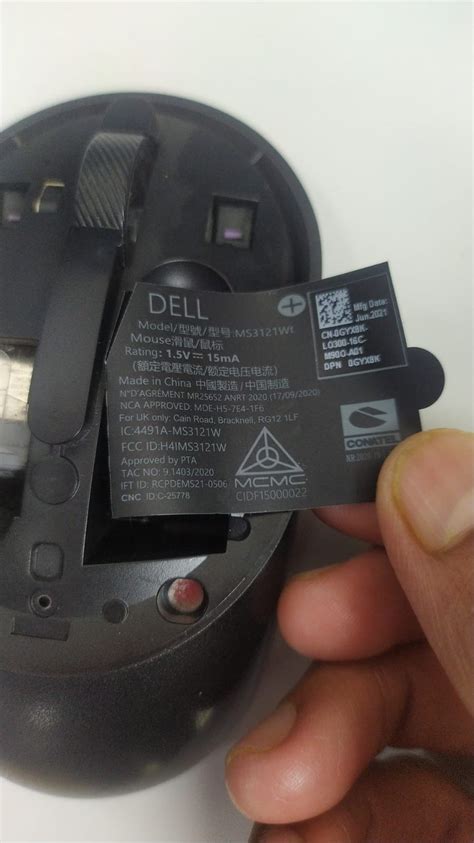 DELL
Model/型號/型号:MS3121Wt
Mouse滑鼠/鼠标
Rating: 1.5V⎓15mA
(額定電壓電流/额定电压电流)
Made in China 中國製造/中国制造
N°D'AGRÉMENT MR25652 ANRT 2020 (17/09/2020)
NCA APPROVED: MDE-H5-7E4-1F6
For UK only: Cain Road, Bracknell, RG12 1LF
IC:4491A-MS3121W
FCC ID:H4IMS3121W
Approved by PTA
TAC NO: 9.1403/2020
IFT ID: RCPDEMS21-0506
CNC ID:C-25778
MCMC
CIDF15000022
Mfg Date:
Jun.2021
CN-0GYX8K-
LO300-16C-
M90O-A01
DPN 0GYX8K
CONATEL